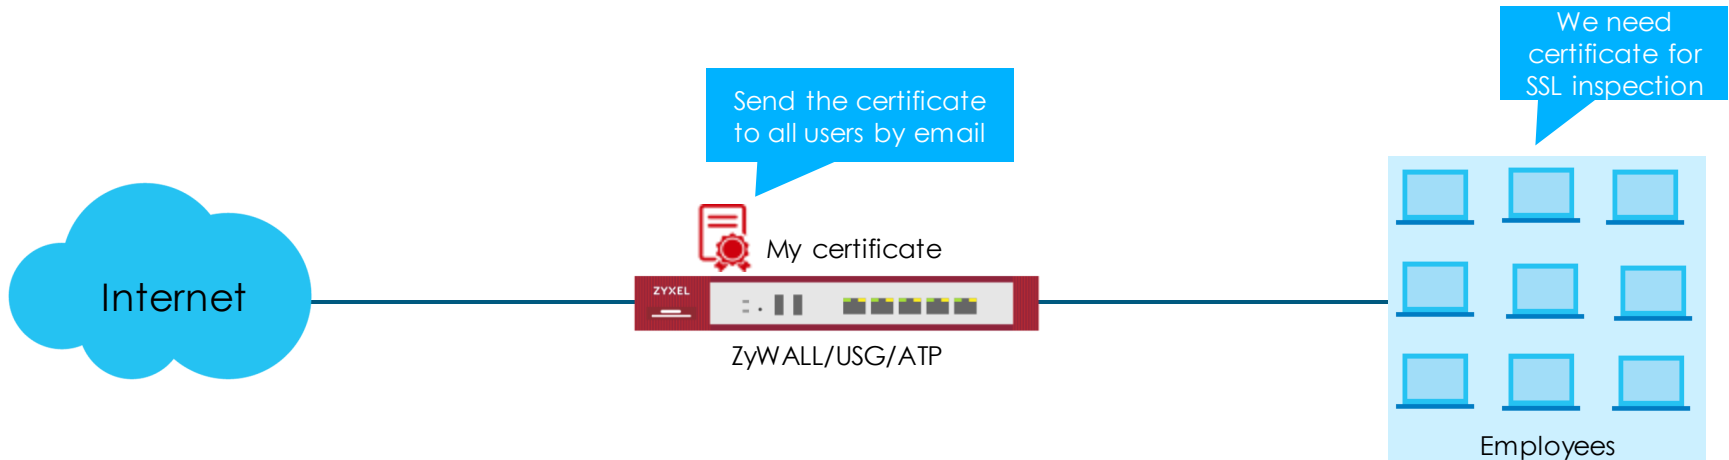 We need
certificate for
SSL inspection
Send the certificate
to all users by email
My certificate
Internet
ZYXEL
ZyWALL/USG/ATP
Employees